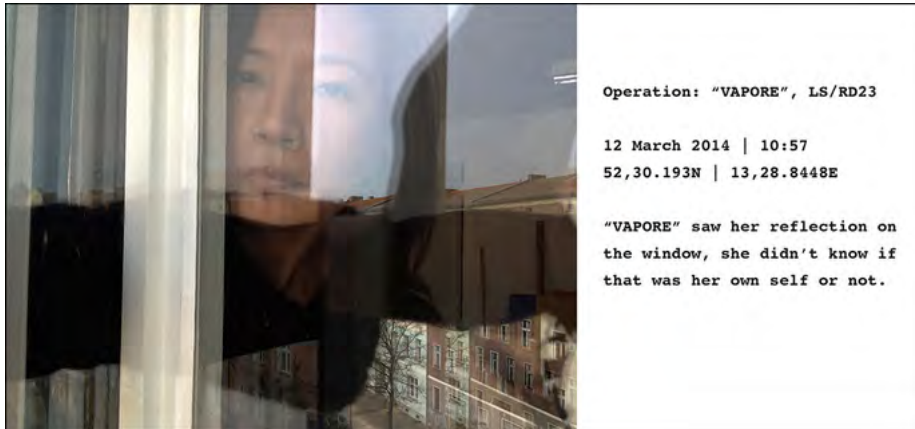 Operation: “VAPORE”, LS/RD23
12 March 2014 | 10:57
52,30.193N | 13,28.8448E
“VAPORE” saw her reflection on
the window, she didn’t know if
that was her own self or not.